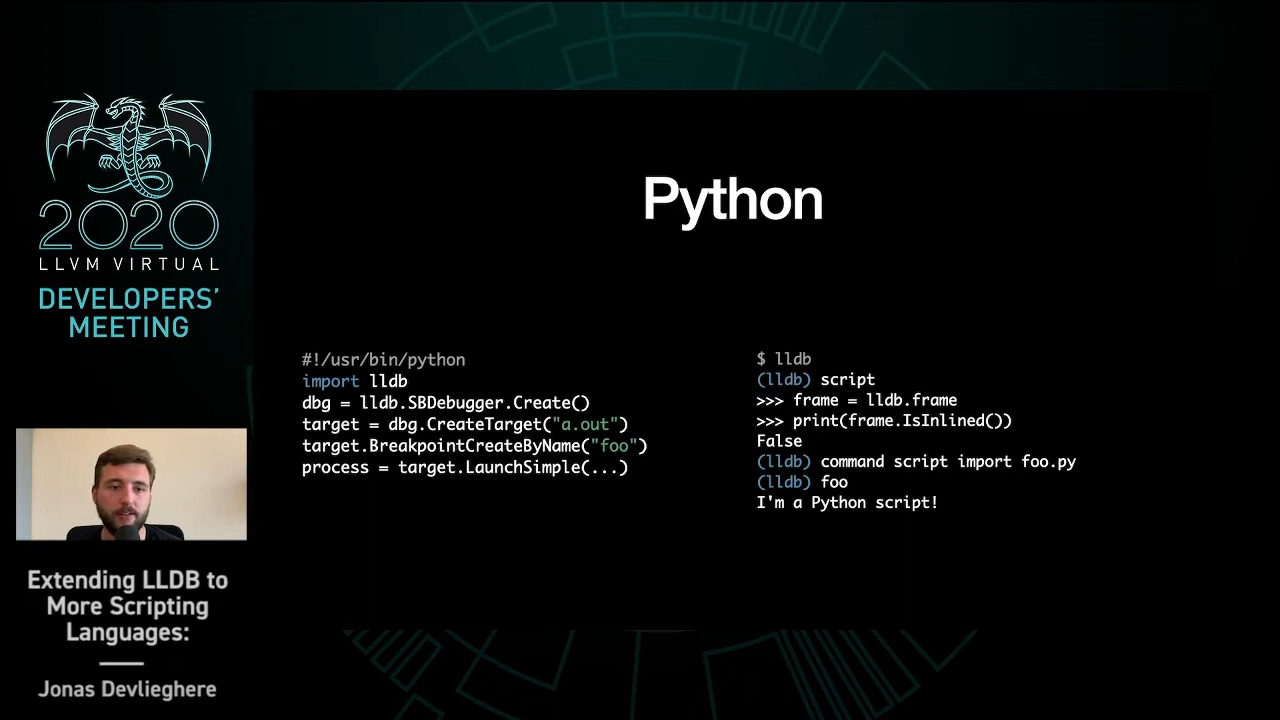 2020
LLVM VIRTUAL
DEVELOPERS’
MEETING
Extending LLDB to
More Scripting
Languages:
Jonas Devlieghere
Python
#!/usr/bin/python
import lldb
dbg = lldb.SBDebugger.Create()
target = dbg.CreateTarget("a.out")
target.BreakpointCreateByName("foo")
process = target.LaunchSimple(...)
$ lldb
(lldb) script
>>> frame = lldb.frame
>>> print(frame.IsInlined())
False
(lldb) command script import foo.py
(lldb) foo
I'm a Python script!